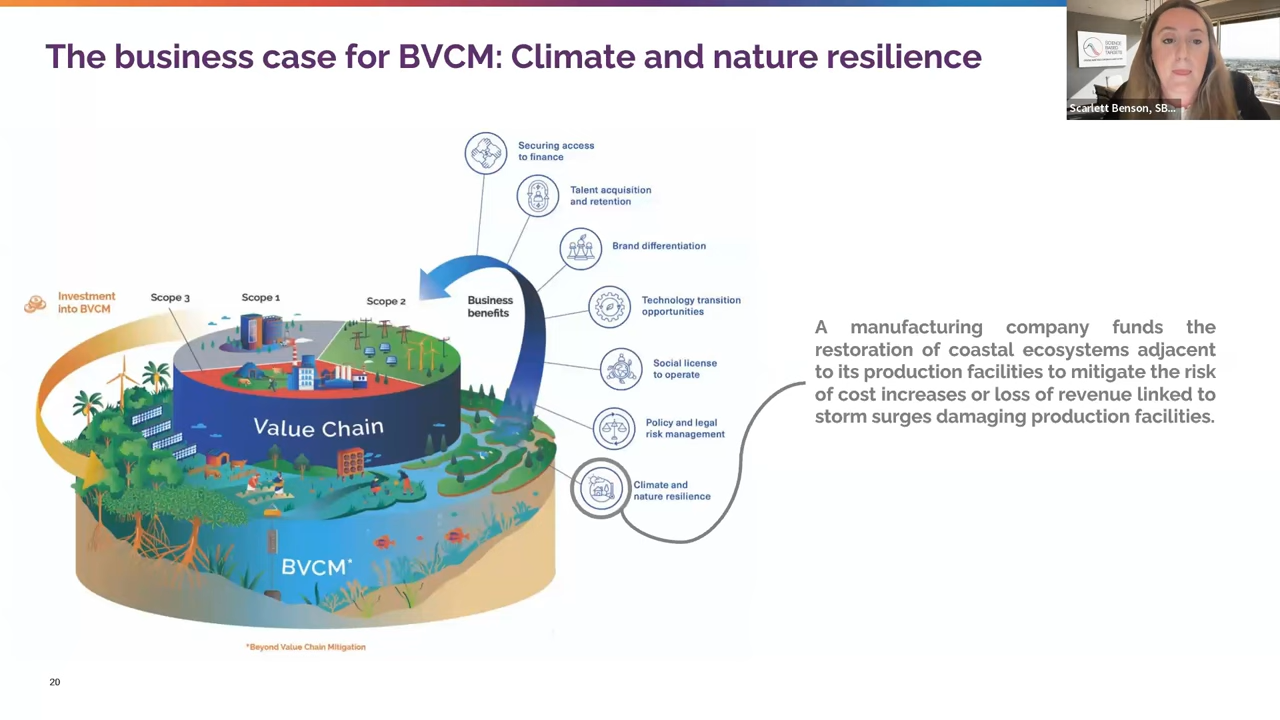 The business case for BVCM: Climate and nature resilience
SCIENCE
BASED
TARGETS
Scarlett Benson, SB...
Securing access
to finance
Talent acquisition
and retention
Brand differentiation
Technology transition
opportunities
Social license
to operate
Policy and legal
risk management
Climate and
nature resilience
Investment
into BVCM
Scope 3
Scope 1
Scope 2
Business
benefits
Value Chain
BVCM*
*Beyond Value Chain Mitigation
A manufacturing company funds the
restoration of coastal ecosystems adjacent
to its production facilities to mitigate the risk
of cost increases or loss of revenue linked to
storm surges damaging production facilities.
20